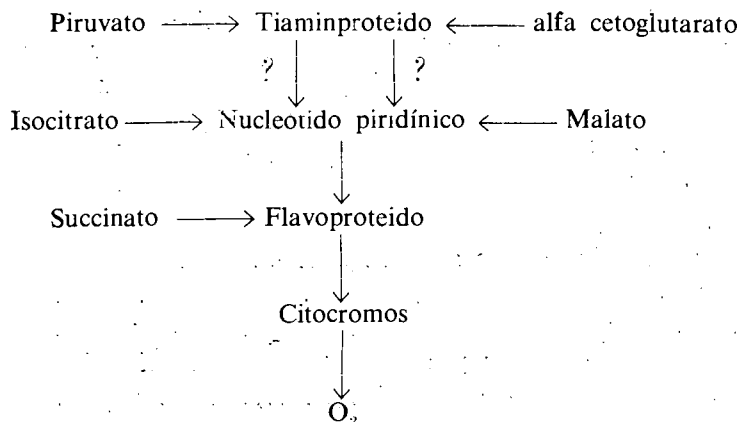 Piruvato → Tiaminproteido ← alfa cetoglutarato
? ?
Isocitrato → Nucleotido piridínico ← Malato
Succinato → Flavoproteido
Citocromos
O₂